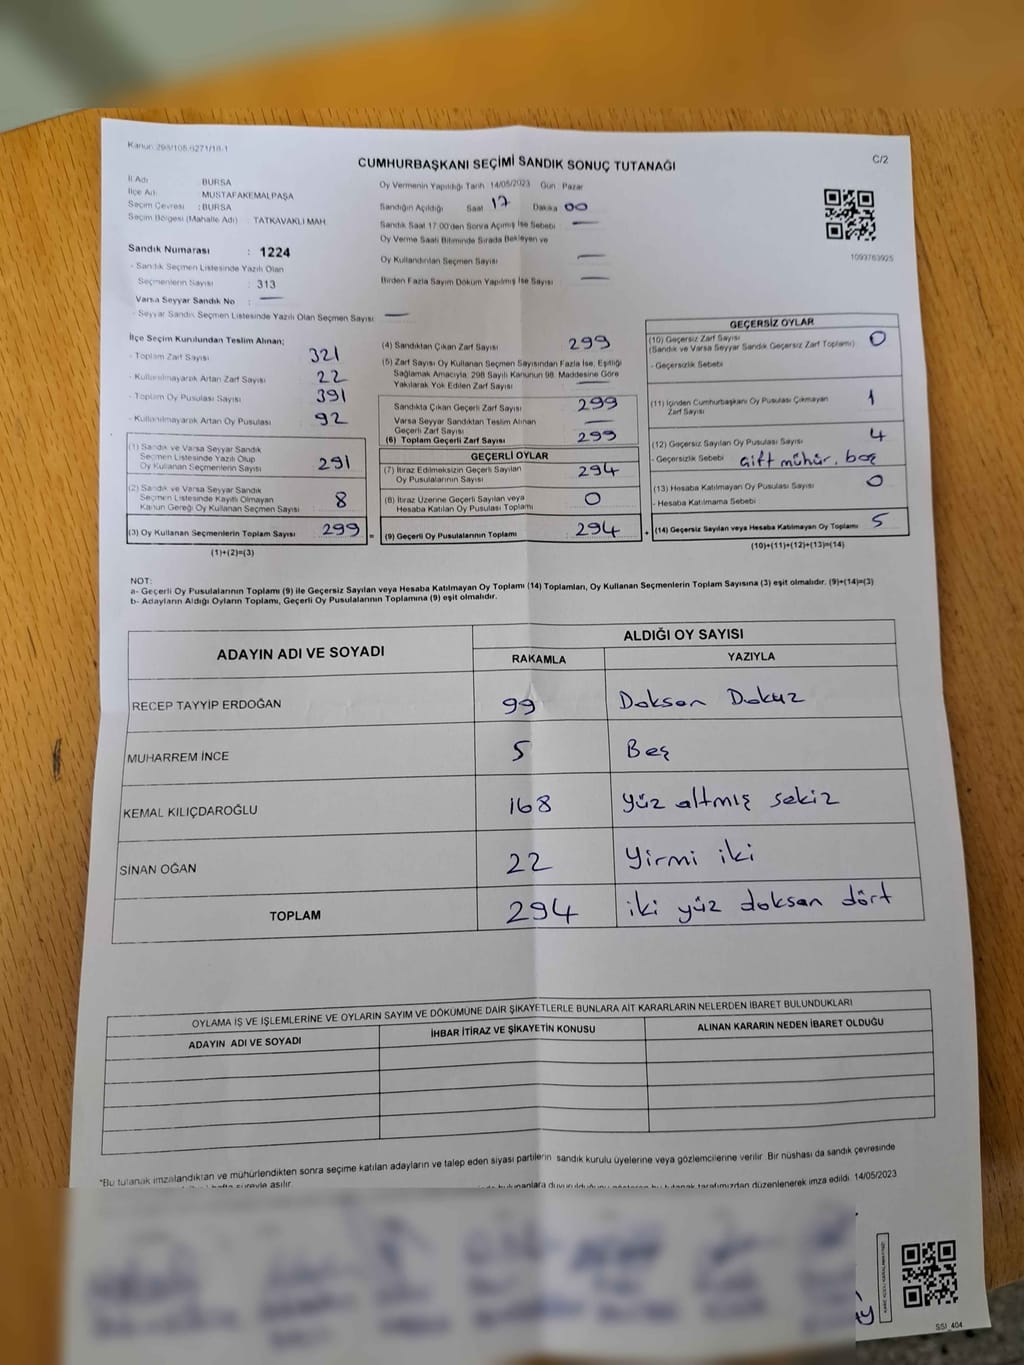 Kanun 298/105-6271/18-1
CUMHURBAŞKANI SEÇİMİ SANDIK SONUÇ TUTANAĞI
C/2
İl Adı : BURSA
İlçe Adı : MUSTAFAKEMALPAŞA
Seçim Çevresi : BURSA
Seçim Bölgesi (Mahalle Adı) : TATKAVAKLI MAH.
Sandık Numarası : 1224
- Sandık Seçmen Listesinde Yazılı Olan
Seçmenlerin Sayısı : 313
Varsa Seyyar Sandık No :
- Seyyar Sandık Seçmen Listesinde Yazılı Olan Seçmen Sayısı:
Oy Vermenin Yapıldığı Tarih 14/05/2023 Gün Pazar
Sandığın Açıldığı Saat 17 Dakika 00
Sandık Saat 17.00'den Sonra Açılmış İse Sebebi
Oy Verme Saati Bitiminde Sırada Bekleyen ve
Oy Kullandırılan Seçmen Sayısı
Birden Fazla Sayım Döküm Yapılmış İse Sayısı
1093763925
İlçe Seçim Kurulundan Teslim Alınan;
- Toplam Zarf Sayısı 321
- Kullanılmayarak Artan Zarf Sayısı 22
- Toplam Oy Pusulası Sayısı 391
- Kullanılmayarak Artan Oy Pusulası 92
(1) Sandık ve Varsa Seyyar Sandık
Seçmen Listesinde Yazılı Olup
Oy Kullanan Seçmenlerin Sayısı 291
(2) Sandık ve Varsa Seyyar Sandık
Seçmen Listesinde Kayıtlı Olmayan
Kanun Gereği Oy Kullanan Seçmen Sayısı 8
(3) Oy Kullanan Seçmenlerin Toplam Sayısı 299 =
(1)+(2)=(3)
(4) Sandıktan Çıkan Zarf Sayısı 299
(5) Zarf Sayısı Oy Kullanan Seçmen Sayısından Fazla İse, Eşitliği
Sağlamak Amacıyla, 298 Sayılı Kanunun 98. Maddesine Göre
Yakılarak Yok Edilen Zarf Sayısı
Sandıkta Çıkan Geçerli Zarf Sayısı 299
Varsa Seyyar Sandıktan Teslim Alınan
Geçerli Zarf Sayısı
(6) Toplam Geçerli Zarf Sayısı 299
GEÇERLİ OYLAR
(7) İtiraz Edilmeksizin Geçerli Sayılan
Oy Pusulalarının Sayısı 294
(8) İtiraz Üzerine Geçerli Sayılan veya
Hesaba Katılan Oy Pusulası Toplamı 0
(9) Geçerli Oy Pusulalarının Toplamı 294 +
GEÇERSİZ OYLAR
(10) Geçersiz Zarf Sayısı
(Sandık ve Varsa Seyyar Sandık Geçersiz Zarf Toplamı) 0
- Geçersizlik Sebebi
(11) İçinden Cumhurbaşkanı Oy Pusulası Çıkmayan
Zarf Sayısı 1
(12) Geçersiz Sayılan Oy Pusulası Sayısı 4
- Geçersizlik Sebebi Çift mühür, boş
(13) Hesaba Katılmayan Oy Pusulası Sayısı 0
- Hesaba Katılmama Sebebi
(14) Geçersiz Sayılan veya Hesaba Katılmayan Oy Toplamı 5
(10)+(11)+(12)+(13)=(14)
NOT:
a- Geçerli Oy Pusulalarının Toplamı (9) ile Geçersiz Sayılan veya Hesaba Katılmayan Oy Toplamı (14) Toplamları, Oy Kullanan Seçmenlerin Toplam Sayısına (3) eşit olmalıdır. (9)+(14)=(3)
b- Adayların Aldığı Oyların Toplamı, Geçerli Oy Pusulalarının Toplamına (9) eşit olmalıdır.
ADAYIN ADI VE SOYADI
ALDIĞI OY SAYISI
RAKAMLA YAZIYLA
RECEP TAYYİP ERDOĞAN 99 Doksan Dokuz
MUHARREM İNCE 5 Beş
KEMAL KILIÇDAROĞLU 168 yüz altmış sekiz
SİNAN OĞAN 22 Yirmi iki
TOPLAM 294 iki yüz doksan dört
OYLAMA İŞ VE İŞLEMLERİNE VE OYLARIN SAYIM VE DÖKÜMÜNE DAİR ŞİKAYETLERLE BUNLARA AİT KARARLARIN NELERDEN İBARET BULUNDUKLARI
ADAYIN ADI VE SOYADI İHBAR İTİRAZ VE ŞİKAYETİN KONUSU ALINAN KARARIN NEDEN İBARET OLDUĞU
*Bu tutanak imzalandıktan ve mühürlendikten sonra seçime katılan adayların ve talep eden siyasi partilerin sandık kurulu üyelerine veya gözlemcilerine verilir. Bir nüshası da sandık çevresinde
tarafımızdan düzenlenerek imza edildi. 14/05/2023
SSI_404